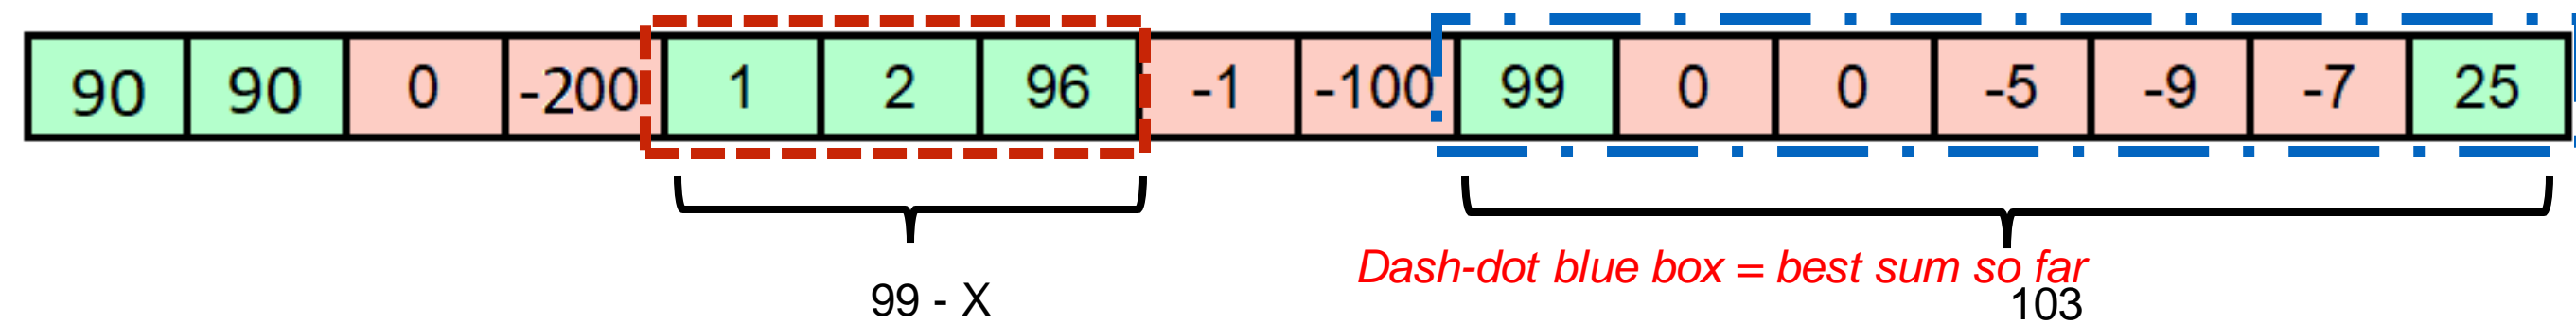 90 90 0 -200 1 2 96 -1 -100 99 0 0 -5 -9 -7 25
Dash-dot blue box = best sum so far
99 - X 103